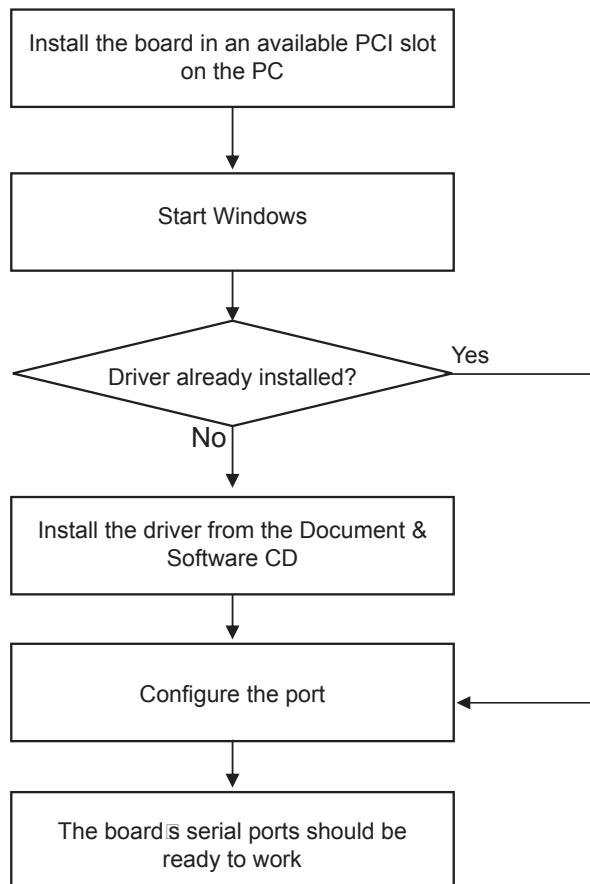 Install the board in an available PCI slot
on the PC
Start Windows
Driver already installed?
Yes
No
Install the driver from the Document &
Software CD
Configure the port
The board s serial ports should be
ready to work